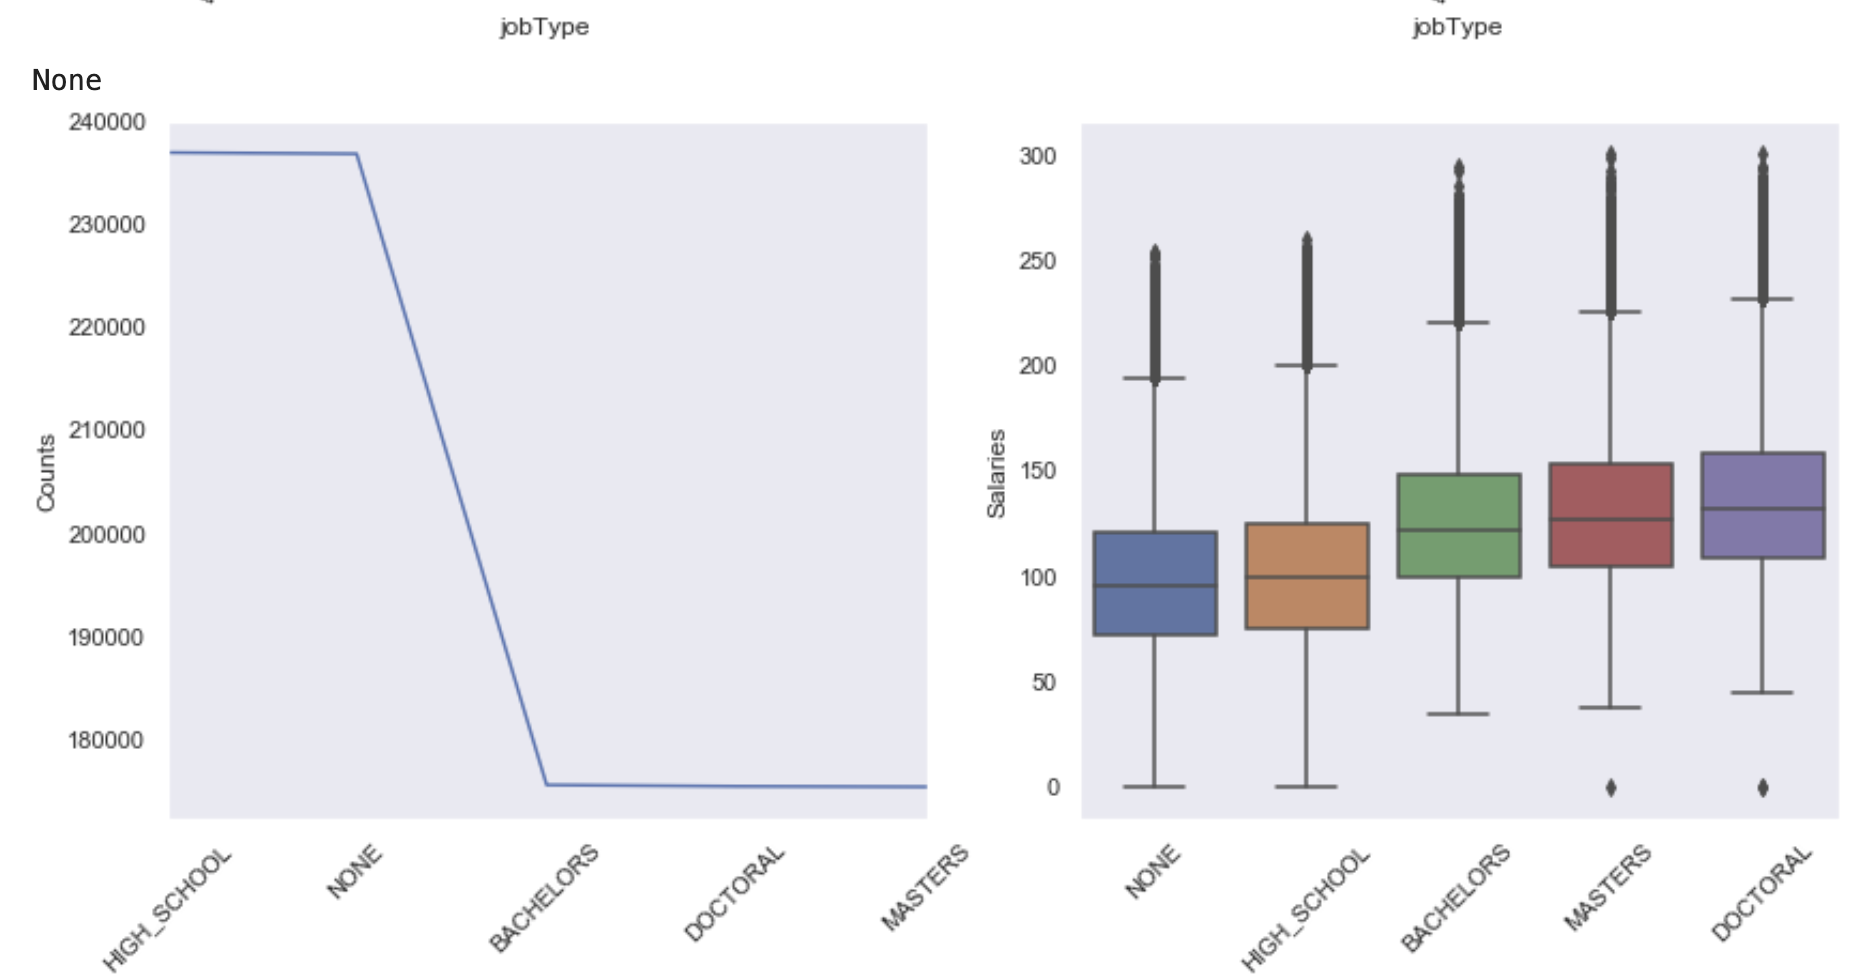 jobType
jobType
None
240000
230000
220000
210000
200000
190000
180000
Counts
HIGH_SCHOOL
NONE
BACHELORS
DOCTORAL
MASTERS
300
250
200
150
100
50
0
Salaries
NONE
HIGH_SCHOOL
BACHELORS
MASTERS
DOCTORAL